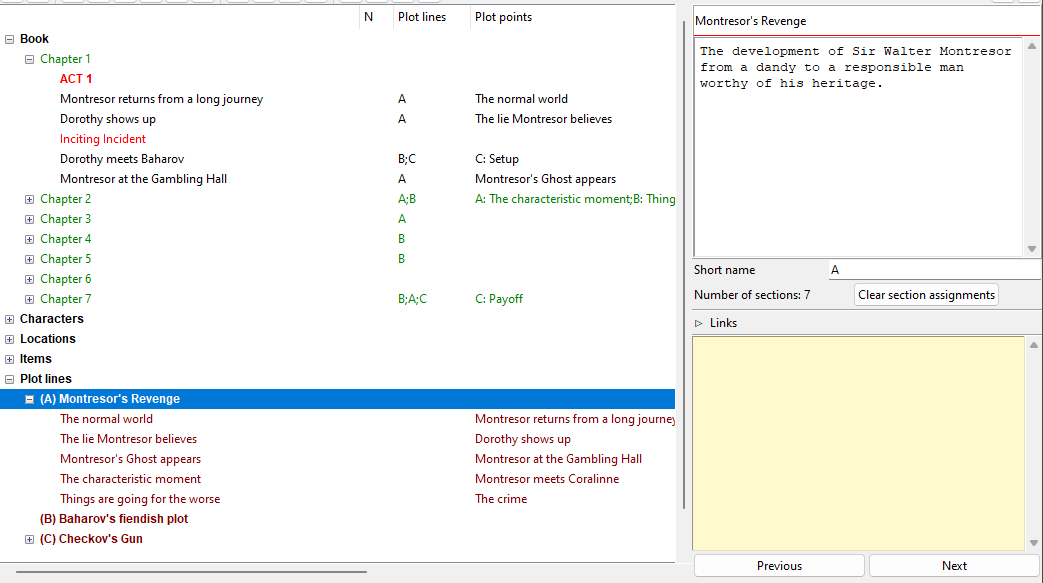 N Plot lines Plot points
Book
Chapter 1
ACT 1
Montresor returns from a long journey A The normal world
Dorothy shows up A The lie Montresor believes
Inciting Incident
Dorothy meets Baharov B;C C: Setup
Montresor at the Gambling Hall A Montresor's Ghost appears
Chapter 2 A;B A: The characteristic moment;B: Thing
Chapter 3 A
Chapter 4 B
Chapter 5 B
Chapter 6
Chapter 7 B;A;C C: Payoff
Characters
Locations
Items
Plot lines
(A) Montresor's Revenge
The normal world Montresor returns from a long journey
The lie Montresor believes Dorothy shows up
Montresor's Ghost appears Montresor at the Gambling Hall
The characteristic moment Montresor meets Coralinne
Things are going for the worse The crime
(B) Baharov's fiendish plot
(C) Checkov's Gun
Montresor's Revenge
The development of Sir Walter Montresor
from a dandy to a responsible man
worthy of his heritage.
Short name A
Number of sections: 7 Clear section assignments
Links
Previous Next